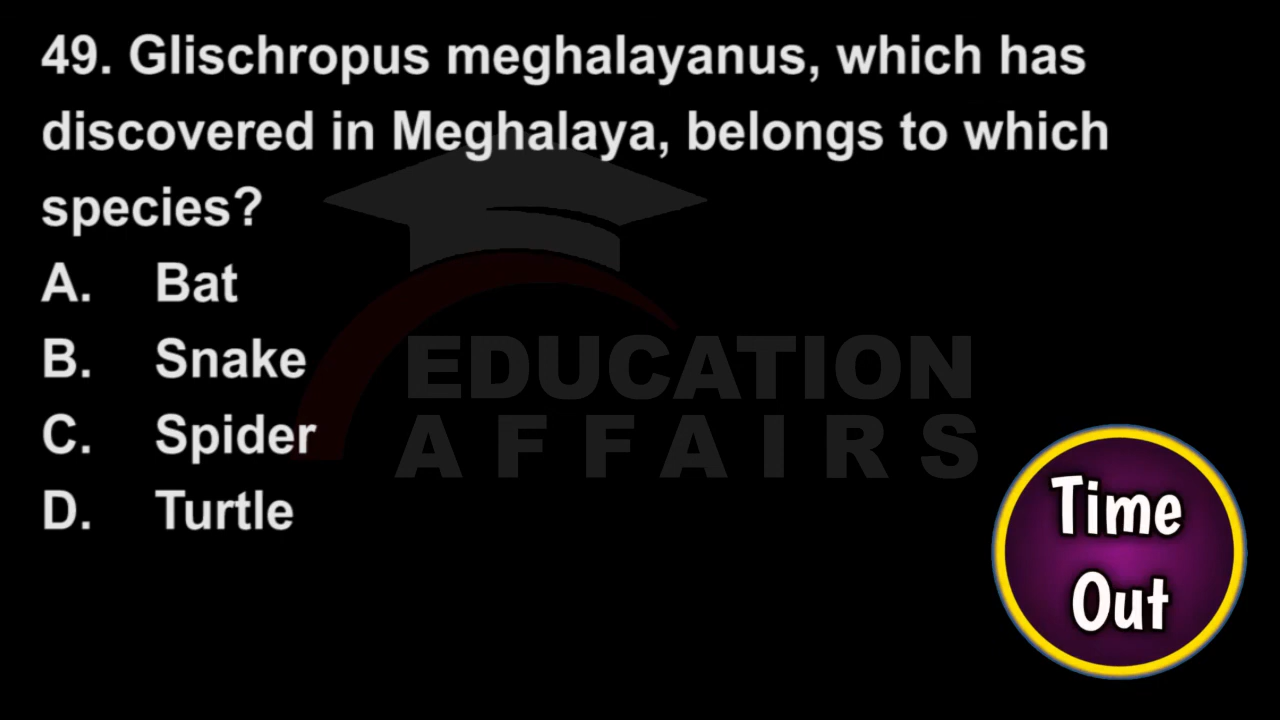 49. Glischropus meghalayanus, which has
discovered in Meghalaya, belongs to which
species?
A. Bat
B. Snake
C. Spider
D. Turtle
EDUCATION
AFFAIRS
Time
Out